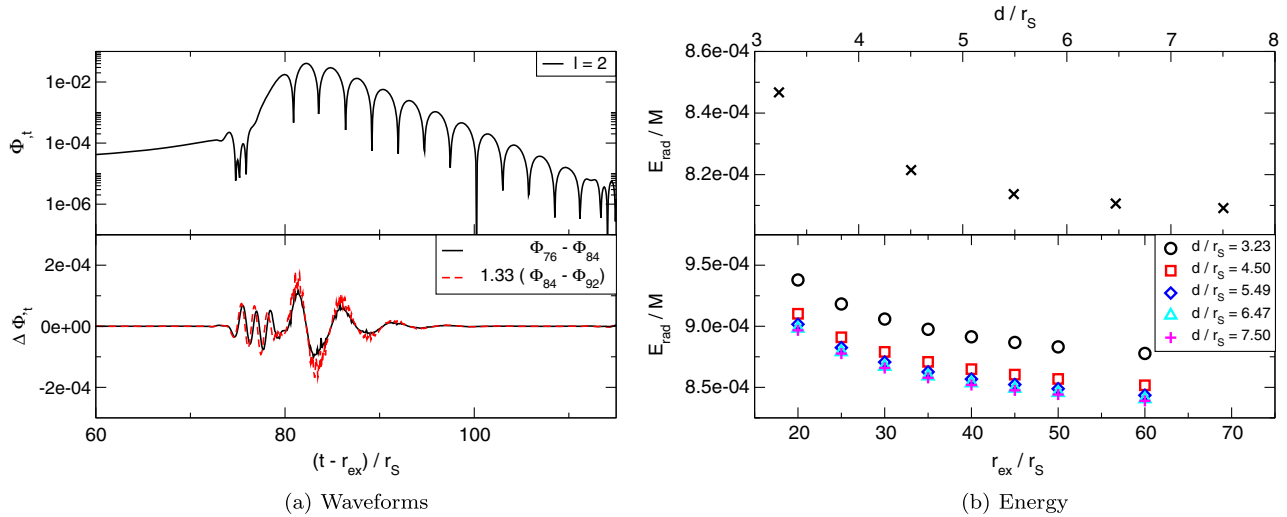 1e-02
1e-04
1e-06
Φ,t
l = 2
2e-04
0e+00
-2e-04
Δ Φ,t
Φ76 - Φ84
1.33 ( Φ84 - Φ92)
60 80 100
(t - rex) / rS
(a) Waveforms
d / rS
3 4 5 6 7 8
8.6e-04
8.4e-04
8.2e-04
Erad / M
9.5e-04
9.0e-04
8.5e-04
Erad / M
d / rS = 3.23
d / rS = 4.50
d / rS = 5.49
d / rS = 6.47
d / rS = 7.50
20 30 40 50 60 70
rex / rS
(b) Energy